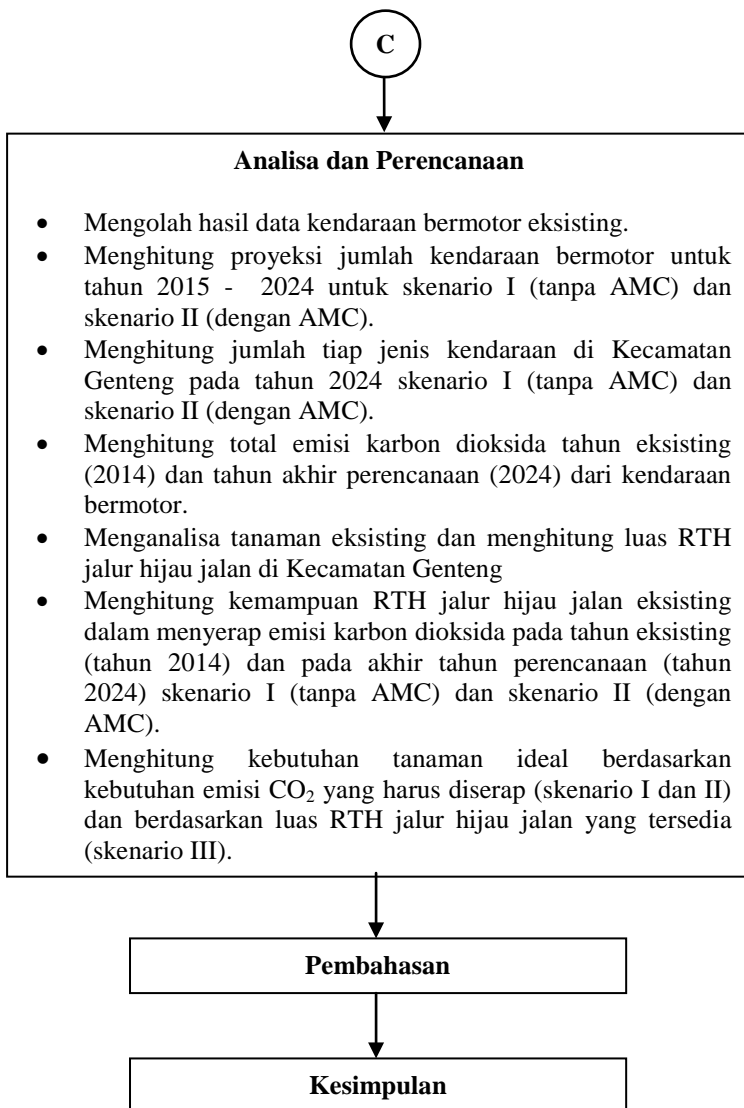 C
Analisa dan Perencanaan
• Mengolah hasil data kendaraan bermotor eksisting.
• Menghitung proyeksi jumlah kendaraan bermotor untuk
tahun 2015 - 2024 untuk skenario I (tanpa AMC) dan
skenario II (dengan AMC).
• Menghitung jumlah tiap jenis kendaraan di Kecamatan
Genteng pada tahun 2024 skenario I (tanpa AMC) dan
skenario II (dengan AMC).
• Menghitung total emisi karbon dioksida tahun eksisting
(2014) dan tahun akhir perencanaan (2024) dari kendaraan
bermotor.
• Menganalisa tanaman eksisting dan menghitung luas RTH
jalur hijau jalan di Kecamatan Genteng
• Menghitung kemampuan RTH jalur hijau jalan eksisting
dalam menyerap emisi karbon dioksida pada tahun eksisting
(tahun 2014) dan pada akhir tahun perencanaan (tahun
2024) skenario I (tanpa AMC) dan skenario II (dengan
AMC).
• Menghitung kebutuhan tanaman ideal berdasarkan
kebutuhan emisi CO₂ yang harus diserap (skenario I dan II)
dan berdasarkan luas RTH jalur hijau jalan yang tersedia
(skenario III).
Pembahasan
Kesimpulan